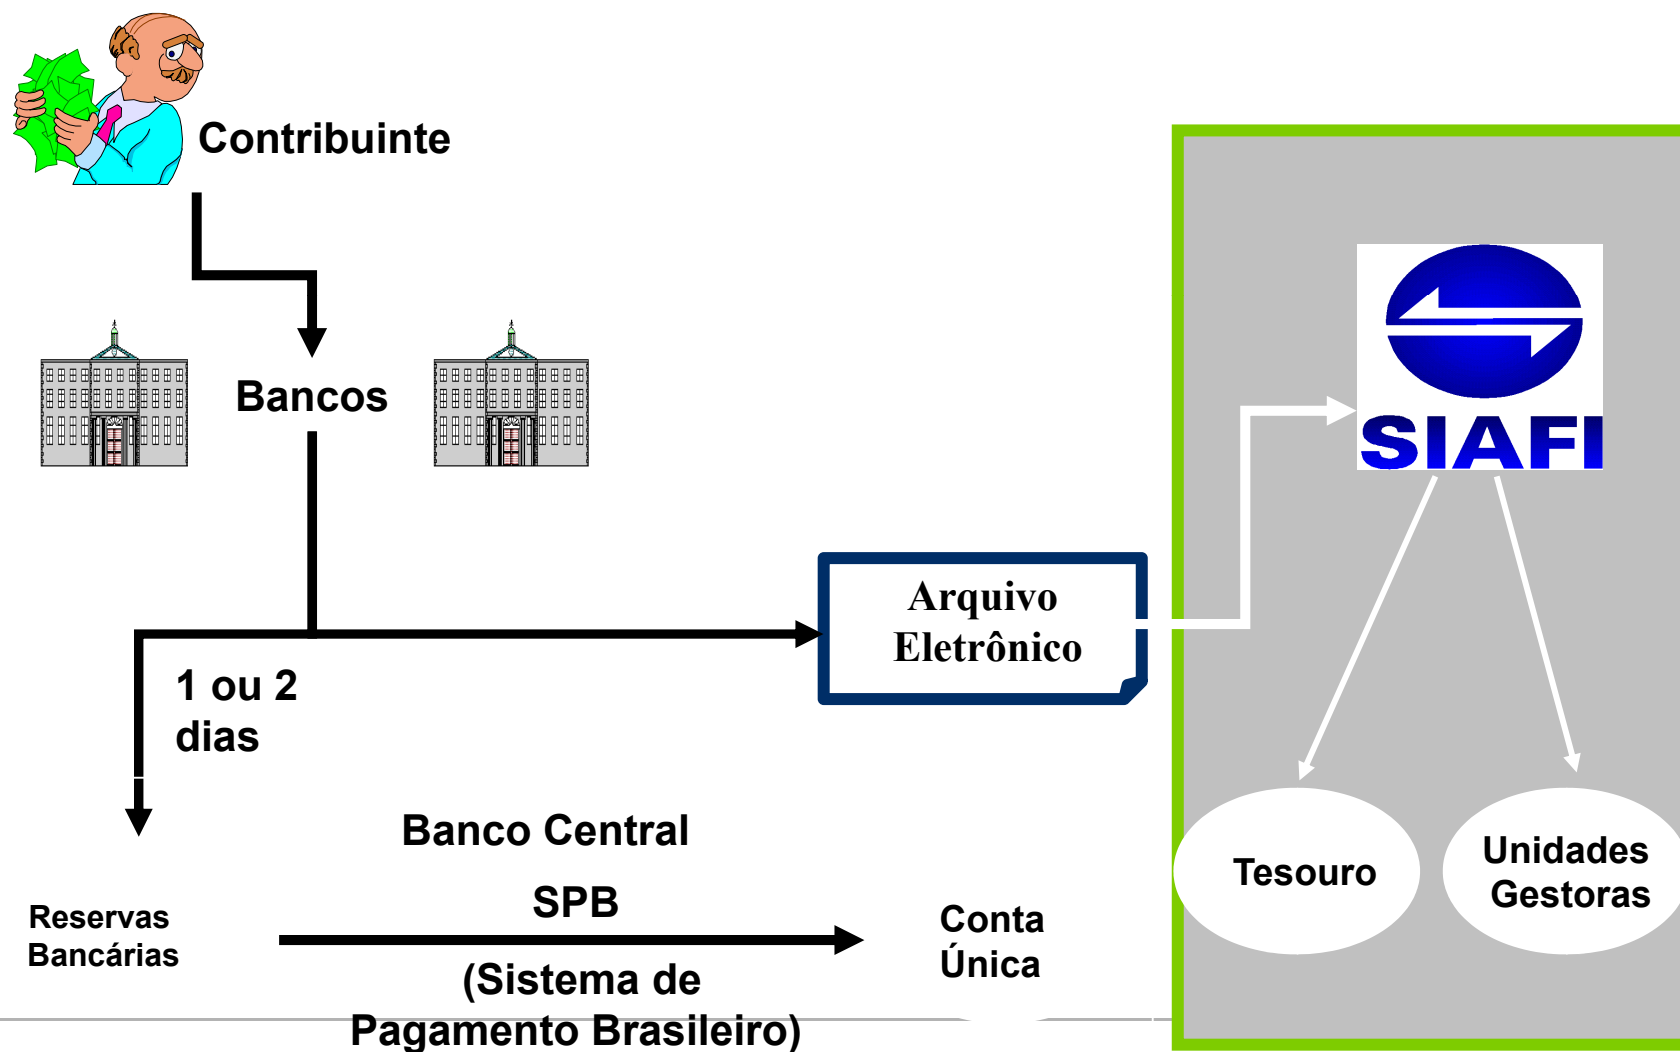 Contribuinte
Bancos
SIAFI
Arquivo
Eletrônico
1 ou 2
dias
Banco Central
SPB
(Sistema de
Pagamento Brasileiro)
Reservas
Bancárias
Conta
Única
Tesouro
Unidades
Gestoras